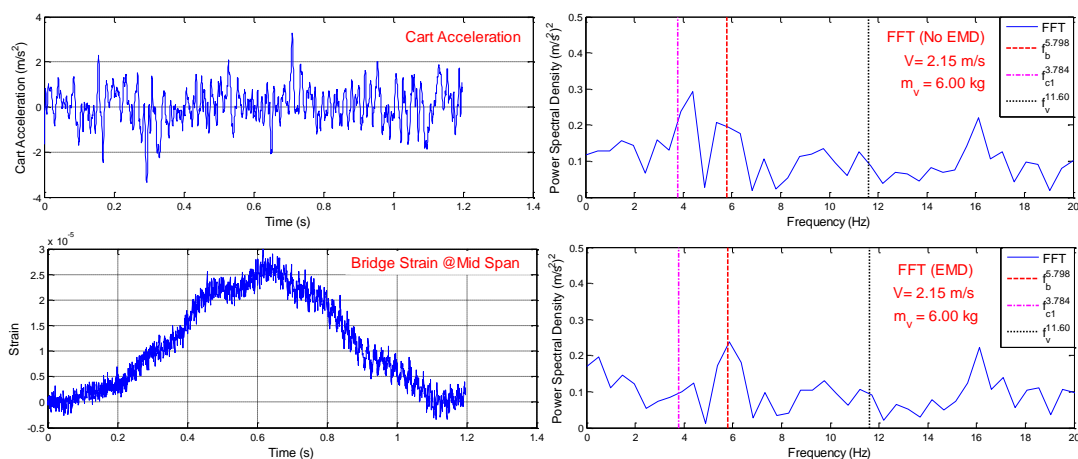 4
2
0
-2
-4
0
0.2
0.4
0.6
0.8
1
1.2
1.4
Cart Acceleration (m/s²)
Time (s)
Cart Acceleration
0.5
0.4
0.3
0.2
0.1
0
0
2
4
6
8
10
12
14
16
18
20
Power Spectral Density (m/s²)²
Frequency (Hz)
FFT (No EMD)
V= 2.15 m/s
m_v = 6.00 kg
FFT
f_b^5.798
f_c1^3.784
f_v^11.60
x 10^-5
3
2.5
2
1.5
1
0.5
0
-0.5
0
0.2
0.4
0.6
0.8
1
1.2
1.4
Strain
Time (s)
Bridge Strain @Mid Span
0.5
0.4
0.3
0.2
0.1
0
0
2
4
6
8
10
12
14
16
18
20
Power Spectral Density (m/s²)²
Frequency (Hz)
FFT (EMD)
V= 2.15 m/s
m_v = 6.00 kg
FFT
f_b^5.798
f_c1^3.784
f_v^11.60